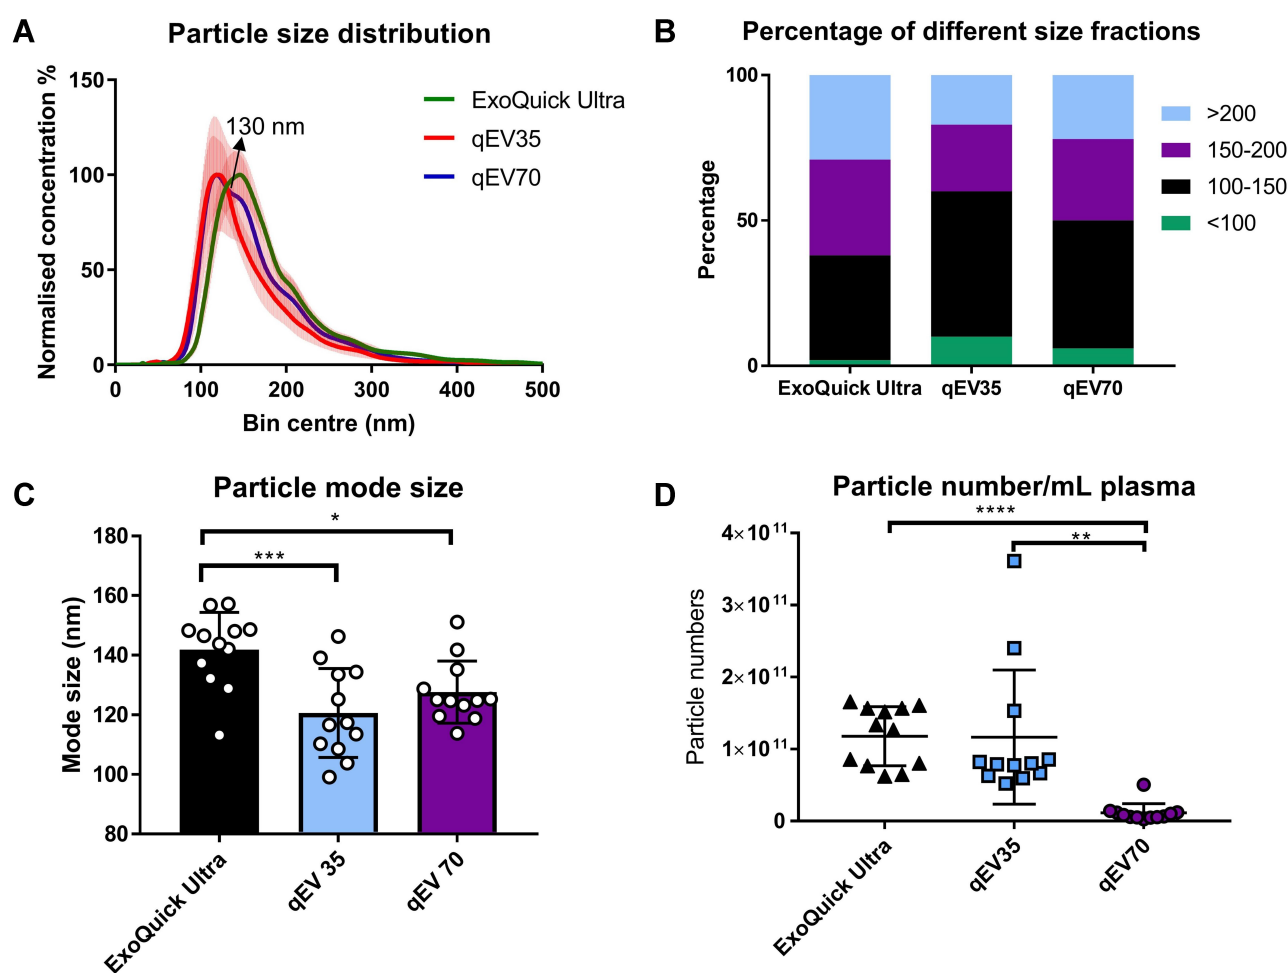 A
Particle size distribution
Normalised concentration %
150
100
50
0
0
100
200
300
400
500
Bin centre (nm)
130 nm
ExoQuick Ultra
qEV35
qEV70
B
Percentage of different size fractions
Percentage
100
50
0
ExoQuick Ultra
qEV35
qEV70
>200
150-200
100-150
<100
C
Particle mode size
Mode size (nm)
180
160
140
120
100
80
*
***
ExoQuick Ultra
qEV 35
qEV 70
D
Particle number/mL plasma
Particle numbers
4×10¹¹
3×10¹¹
2×10¹¹
1×10¹¹
0
****
**
ExoQuick Ultra
qEV35
qEV70